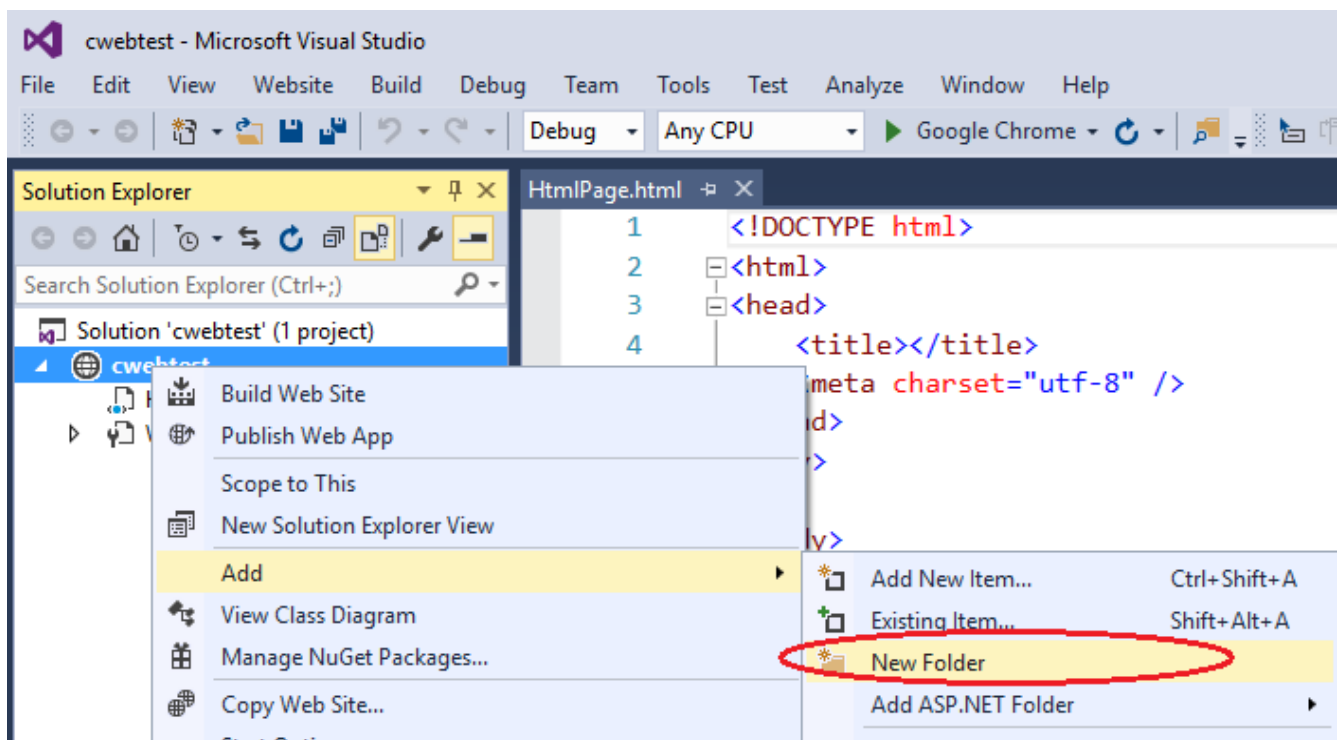 cwebtest - Microsoft Visual Studio
File Edit View Website Build Debug Team Tools Test Analyze Window Help
Debug Any CPU Google Chrome
Solution Explorer
HtmlPage.html
Search Solution Explorer (Ctrl+;)
Solution 'cwebtest' (1 project)
cwebtest
1 <!DOCTYPE html>
2 <html>
3 <head>
4 <title></title>
meta charset="utf-8" />
d>
>
ly>
Build Web Site
Publish Web App
Scope to This
New Solution Explorer View
Add
View Class Diagram
Manage NuGet Packages...
Copy Web Site...
Add New Item... Ctrl+Shift+A
Existing Item... Shift+Alt+A
New Folder
Add ASP.NET Folder